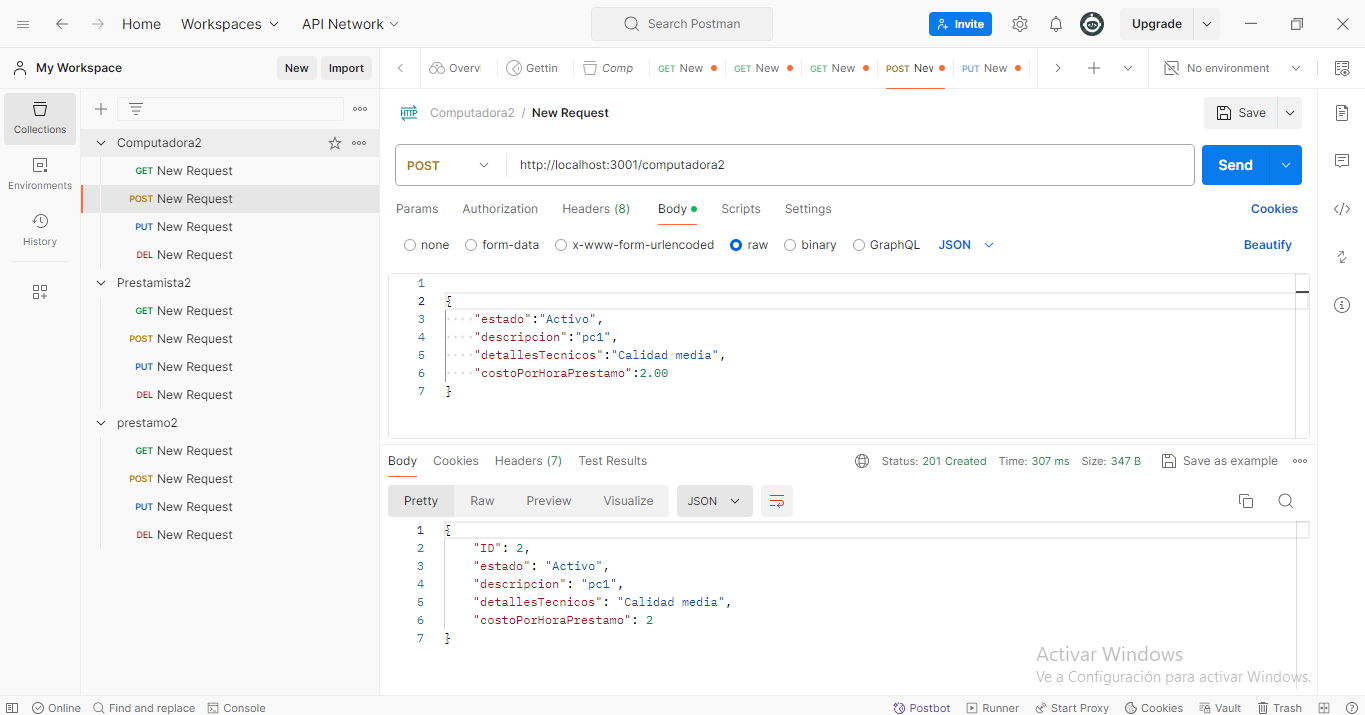 Home Workspaces API Network Search Postman Invite Upgrade
My Workspace New Import Overvi Gettin Comp GET New GET New GET New POST Nev PUT New No environment
Collections
Environments
History
Computadora2
GET New Request
POST New Request
PUT New Request
DEL New Request
Prestamista2
GET New Request
POST New Request
PUT New Request
DEL New Request
prestamo2
GET New Request
POST New Request
PUT New Request
DEL New Request
HTTP Computadora2 / New Request Save
POST http://localhost:3001/computadora2 Send
Params Authorization Headers (8) Body Scripts Settings Cookies
none form-data x-www-form-urlencoded raw binary GraphQL JSON Beautify
1
2 {
3 "estado":"Activo",
4 "descripcion":"pc1",
5 "detallesTecnicos":"Calidad media",
6 "costoPorHoraPrestamo":2.00
7 }
Body Cookies Headers (7) Test Results Status: 201 Created Time: 307 ms Size: 347 B Save as example
Pretty Raw Preview Visualize JSON
1 {
2 "ID": 2,
3 "estado": "Activo",
4 "descripcion": "pc1",
5 "detallesTecnicos": "Calidad media",
6 "costoPorHoraPrestamo": 2
7 }
Activar Windows
Ve a Configuración para activar Windows.
Online Find and replace Console Postbot Runner Start Proxy Cookies Vault Trash